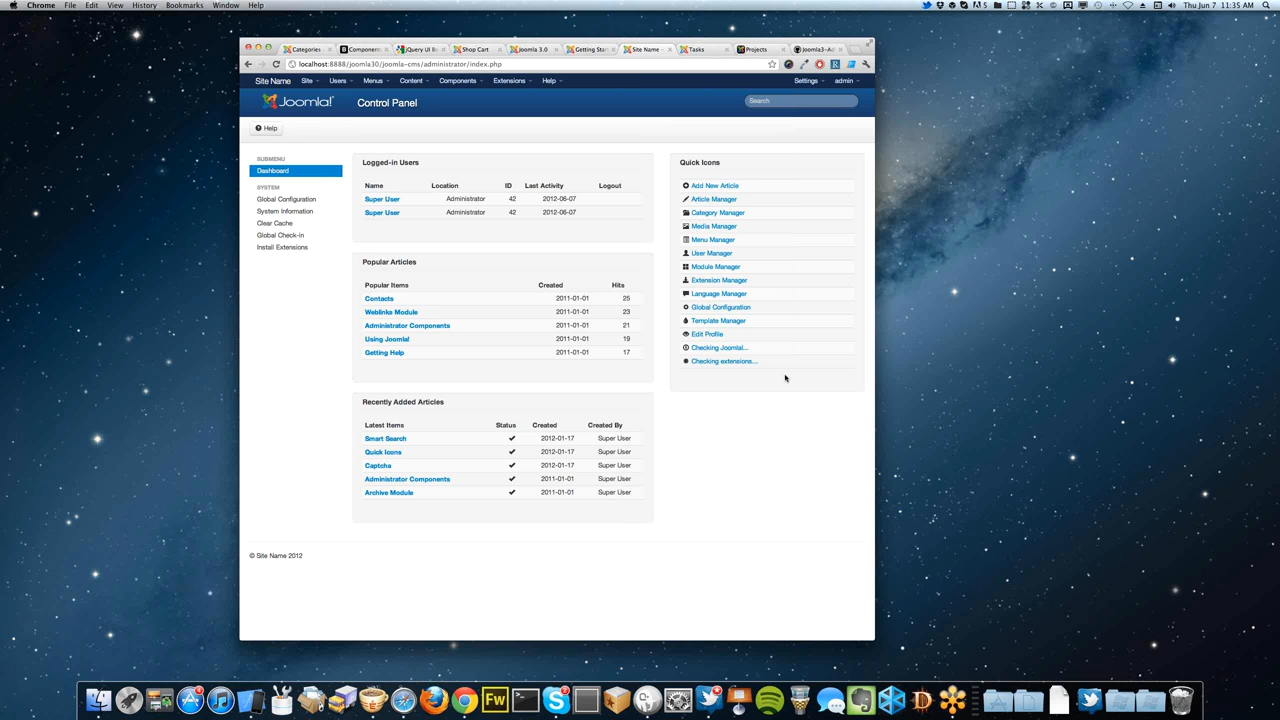 Chrome File Edit View History Bookmarks Window Help
Thu Jun 7 11:35 AM
Categories
Component
jQuery UI Bo
Shop Cart
Joomla 3.0
Getting Star
Site Name -
Tasks
Projects
Joomla3-Ad
localhost:8888/joomla30/joomla-cms/administrator/index.php
Site Name Site Users Menus Content Components Extensions Help Settings admin
Joomla! Control Panel
Search
Help
SUBMENU
Dashboard
SYSTEM
Global Configuration
System Information
Clear Cache
Global Check-in
Install Extensions
Logged-in Users
Name Location ID Last Activity Logout
Super User Administrator 42 2012-06-07
Super User Administrator 42 2012-06-07
Popular Articles
Popular Items Created Hits
Contacts 2011-01-01 25
Weblinks Module 2011-01-01 23
Administrator Components 2011-01-01 21
Using Joomla! 2011-01-01 19
Getting Help 2011-01-01 17
Recently Added Articles
Latest Items Status Created Created By
Smart Search 2012-01-17 Super User
Quick Icons 2012-01-17 Super User
Captcha 2012-01-17 Super User
Administrator Components 2011-01-01 Super User
Archive Module 2011-01-01 Super User
Quick Icons
Add New Article
Article Manager
Category Manager
Media Manager
Menu Manager
User Manager
Module Manager
Extension Manager
Language Manager
Global Configuration
Template Manager
Edit Profile
Checking Joomla!...
Checking extensions...
© Site Name 2012
Fw